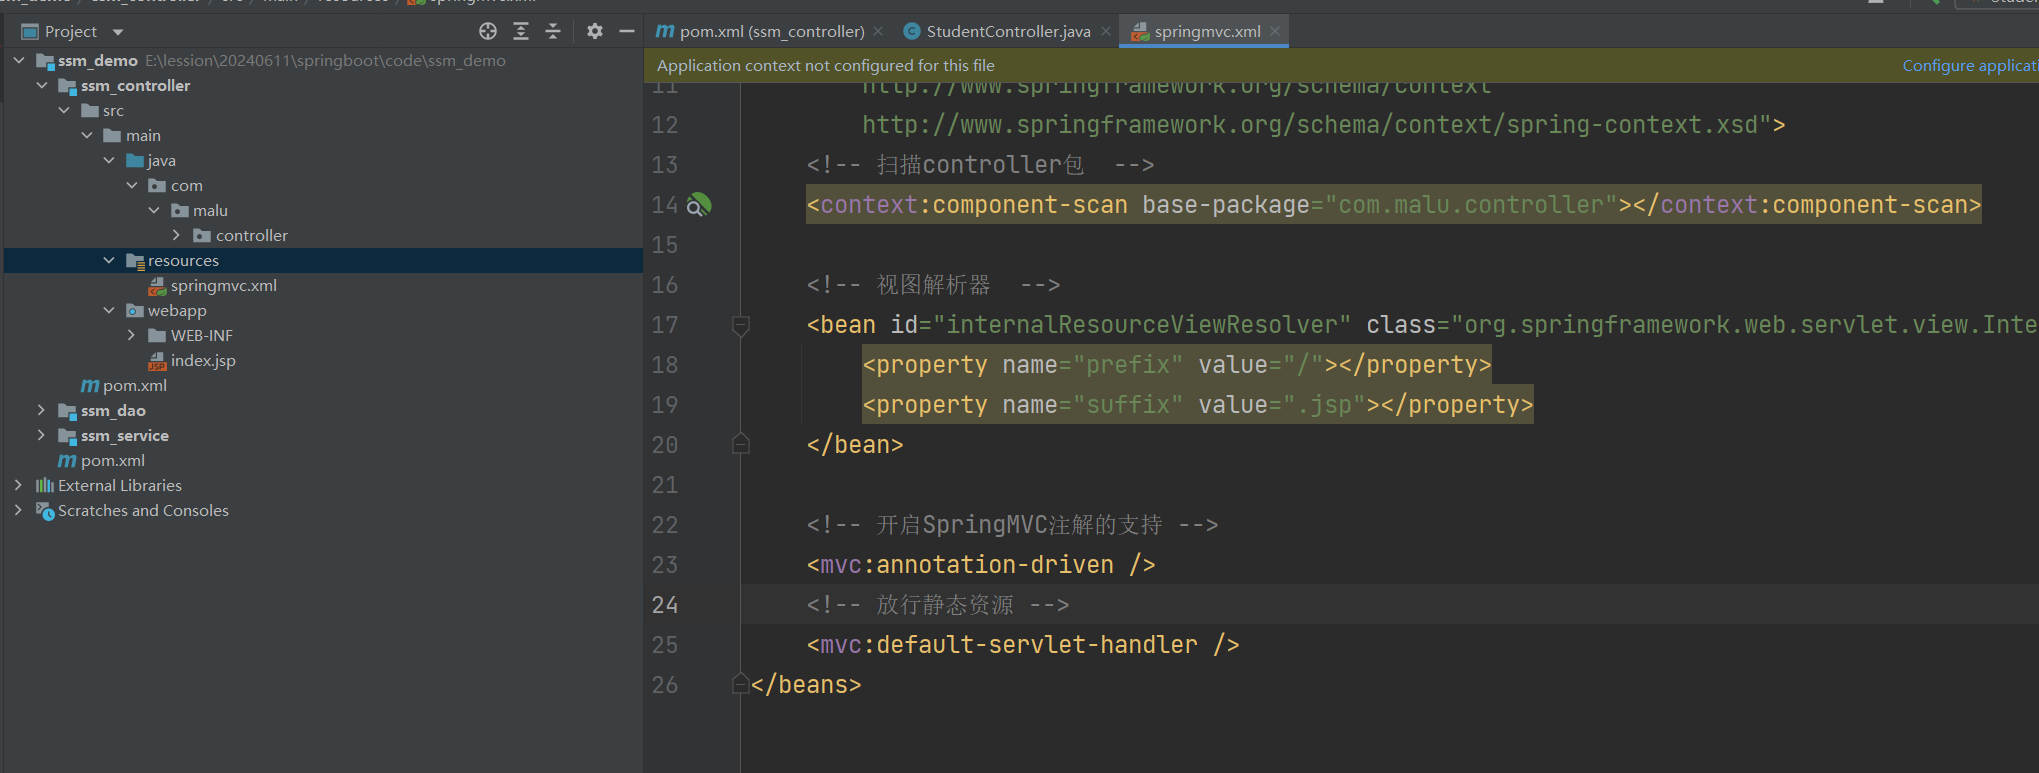 Project
ssm_demo E:\lession\20240611\springboot\code\ssm_demo
ssm_controller
src
main
java
com
malu
controller
resources
springmvc.xml
webapp
WEB-INF
index.jsp
pom.xml
ssm_dao
ssm_service
pom.xml
External Libraries
Scratches and Consoles
pom.xml (ssm_controller)
StudentController.java
springmvc.xml
Application context not configured for this file
Configure applicati
11 http://www.springframework.org/schema/context
12 http://www.springframework.org/schema/context/spring-context.xsd">
13 <!-- 扫描controller包  -->
14 <context:component-scan base-package="com.malu.controller"></context:component-scan>
15
16 <!-- 视图解析器  -->
17 <bean id="internalResourceViewResolver" class="org.springframework.web.servlet.view.Inte
18 <property name="prefix" value="/"></property>
19 <property name="suffix" value=".jsp"></property>
20 </bean>
21
22 <!-- 开启SpringMVC注解的支持 -->
23 <mvc:annotation-driven />
24 <!-- 放行静态资源 -->
25 <mvc:default-servlet-handler />
26 </beans>